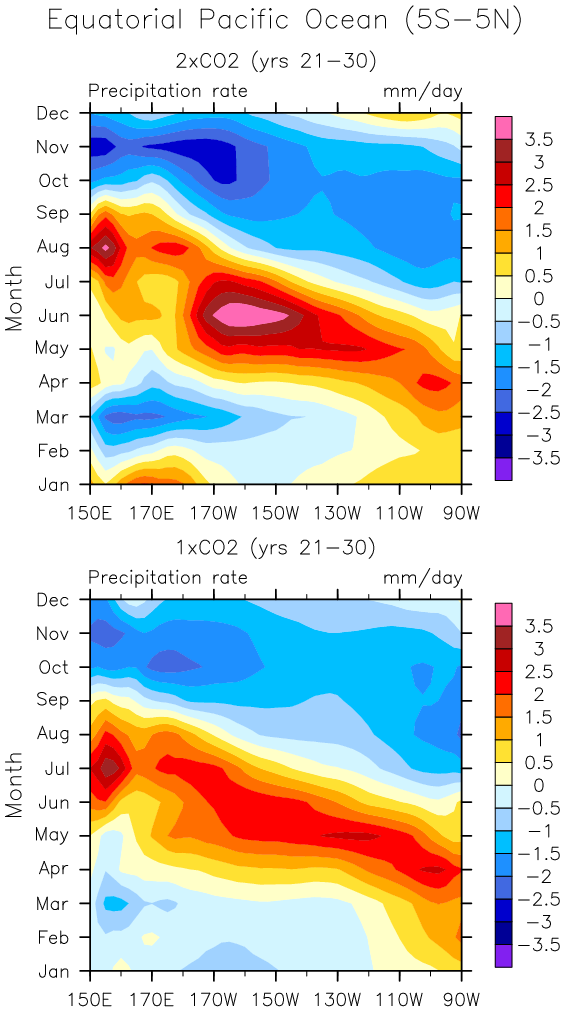 Equatorial Pacific Ocean (5S-5N)
2xCO2 (yrs 21-30)
Precipitation rate mm/day
Dec
Nov
Oct
Sep
Aug
Jul
Jun
May
Apr
Mar
Feb
Jan
Month
150E 170E 170W 150W 130W 110W 90W
3.5
3
2.5
2
1.5
1
0.5
0
-0.5
-1
-1.5
-2
-2.5
-3
-3.5
1xCO2 (yrs 21-30)
Precipitation rate mm/day
Dec
Nov
Oct
Sep
Aug
Jul
Jun
May
Apr
Mar
Feb
Jan
Month
150E 170E 170W 150W 130W 110W 90W
3.5
3
2.5
2
1.5
1
0.5
0
-0.5
-1
-1.5
-2
-2.5
-3
-3.5